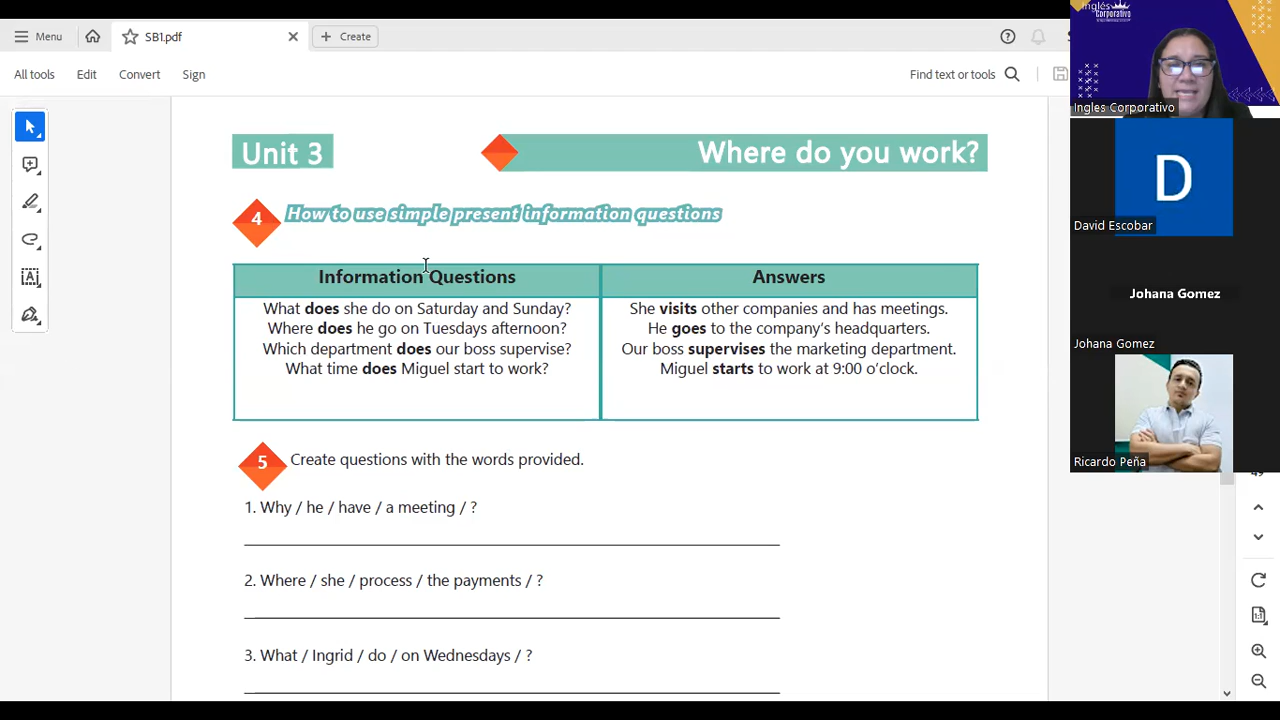 Menu
SB1.pdf
Create
All tools
Edit
Convert
Sign
Find text or tools
Unit 3
Where do you work?
4
How to use simple present information questions
Information Questions
Answers
What does she do on Saturday and Sunday?
She visits other companies and has meetings.
Where does he go on Tuesdays afternoon?
He goes to the company's headquarters.
Which department does our boss supervise?
Our boss supervises the marketing department.
What time does Miguel start to work?
Miguel starts to work at 9:00 o'clock.
5
Create questions with the words provided.
1. Why / he / have / a meeting / ?
2. Where / she / process / the payments / ?
3. What / Ingrid / do / on Wednesdays / ?
Inglés
corporativo
Ingles Corporativo
D
David Escobar
Johana Gomez
Johana Gomez
Ricardo Peña
1:1